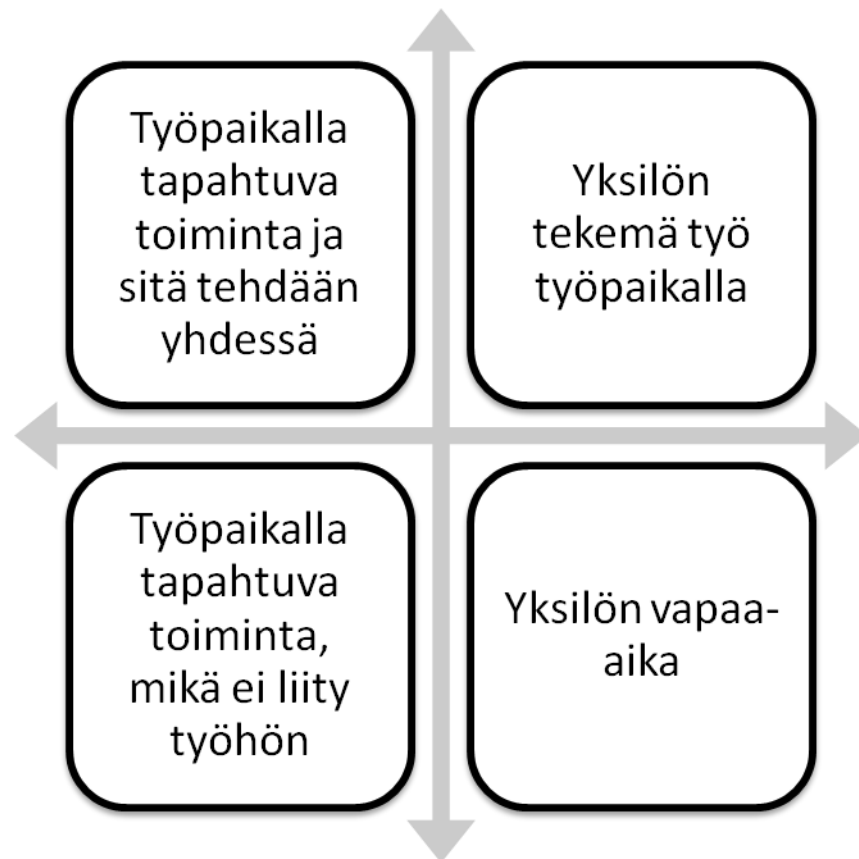 Työpaikalla
tapahtuva
toiminta ja
sitä tehdään
yhdessä
Yksilön
tekemä työ
työpaikalla
Työpaikalla
tapahtuva
toiminta,
mikä ei liity
työhön
Yksilön vapaa-
aika